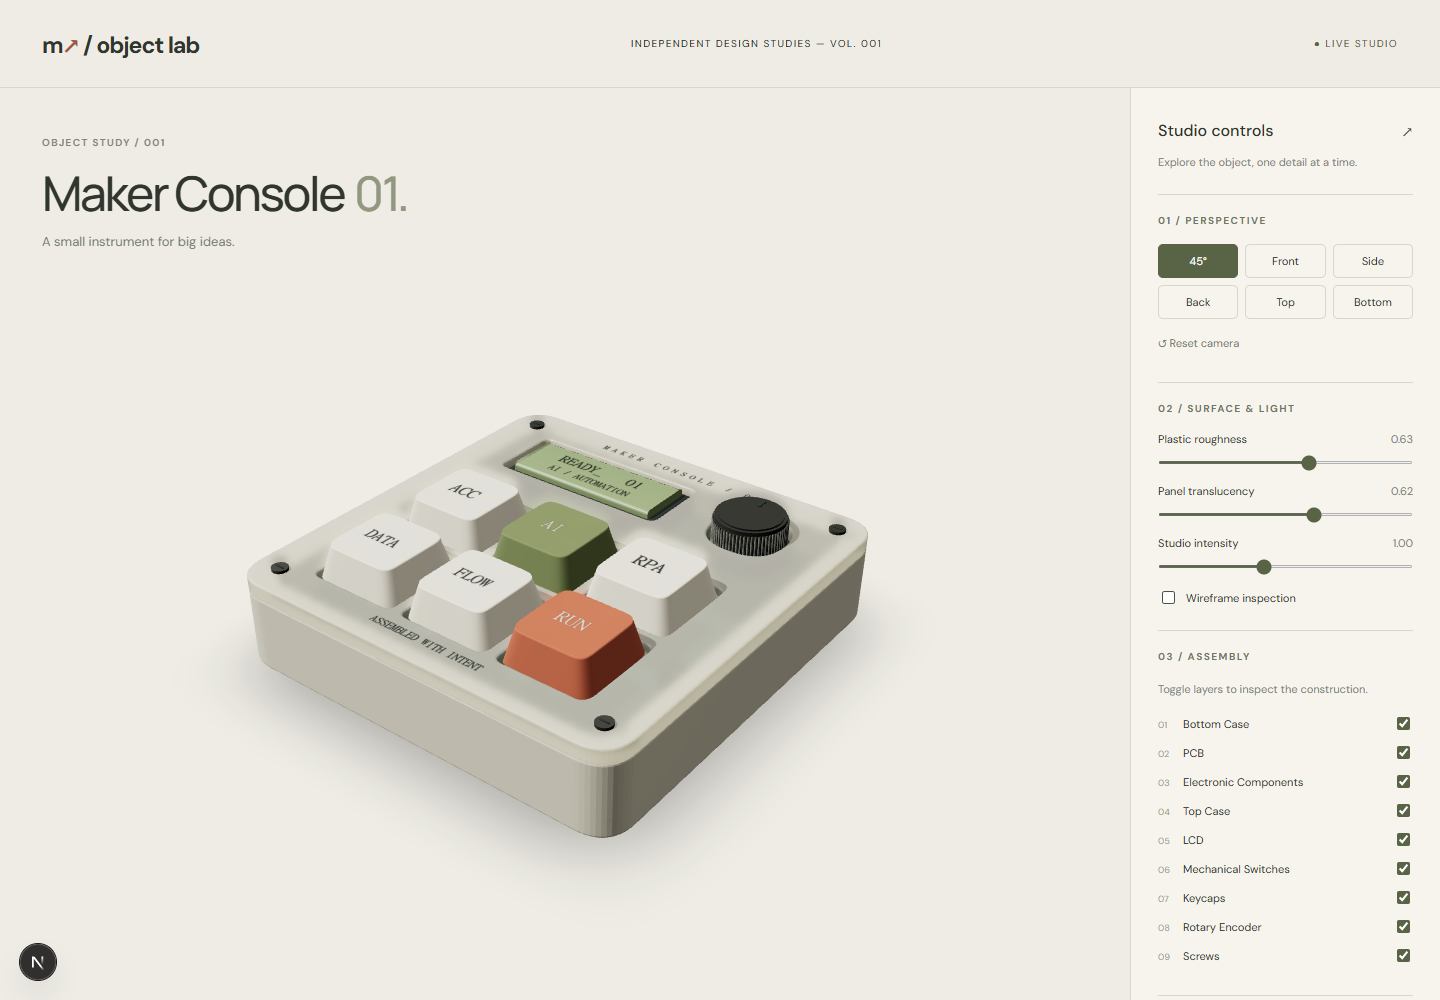 m↗ / object lab
INDEPENDENT DESIGN STUDIES — VOL. 001
● LIVE STUDIO
OBJECT STUDY / 001
Maker Console 01.
A small instrument for big ideas.
MAKER CONSOLE / 0
READY_ 01
AI / AUTOMATION
ACC
AI
DATA
RPA
FLOW
RUN
ASSEMBLED WITH INTENT
N
Studio controls ↗
Explore the object, one detail at a time.
01 / PERSPECTIVE
45° Front Side
Back Top Bottom
↺ Reset camera
02 / SURFACE & LIGHT
Plastic roughness 0.63
Panel translucency 0.62
Studio intensity 1.00
Wireframe inspection
03 / ASSEMBLY
Toggle layers to inspect the construction.
01 Bottom Case
02 PCB
03 Electronic Components
04 Top Case
05 LCD
06 Mechanical Switches
07 Keycaps
08 Rotary Encoder
09 Screws